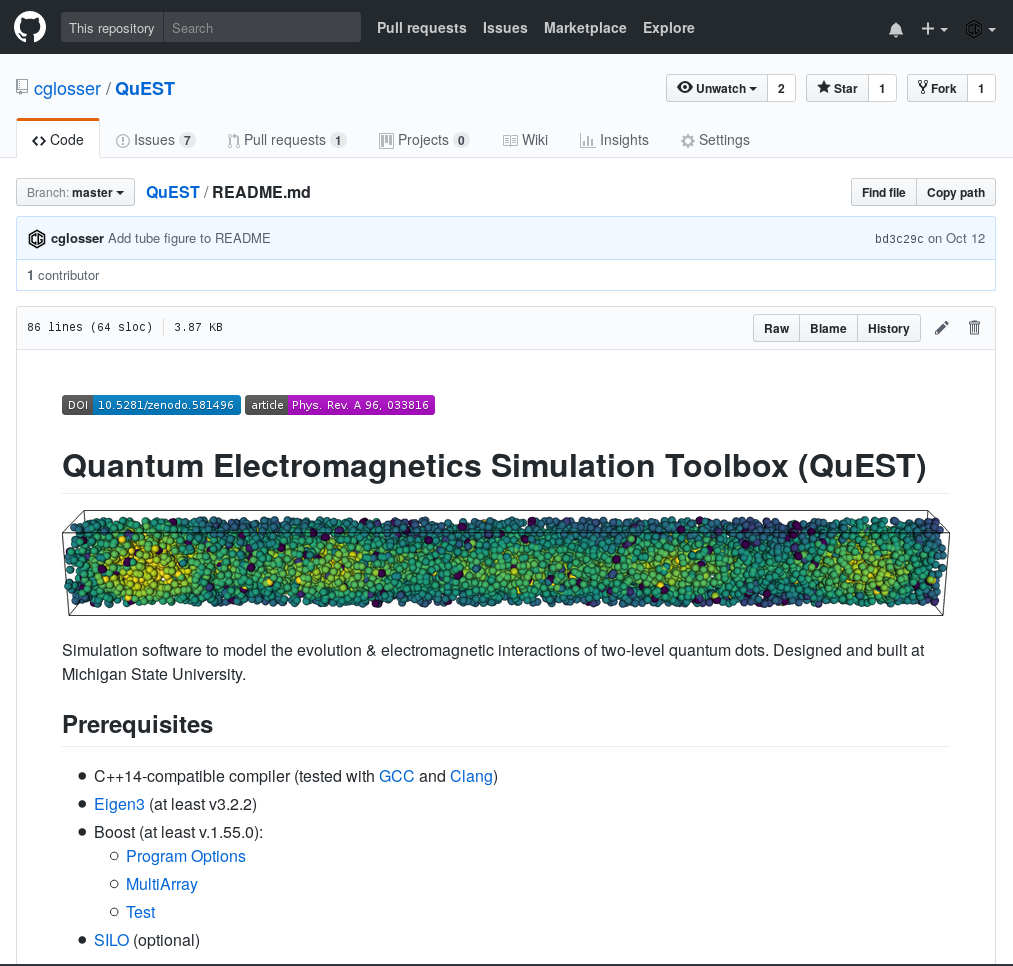 This repository Search Pull requests Issues Marketplace Explore
cglosser / QuEST Unwatch 2 Star 1 Fork 1
Code Issues 7 Pull requests 1 Projects 0 Wiki Insights Settings
Branch: master QuEST / README.md Find file Copy path
cglosser Add tube figure to README bd3c29c on Oct 12
1 contributor
86 lines (64 sloc) 3.87 KB Raw Blame History
DOI 10.5281/zenodo.581496 article Phys. Rev. A 96, 033816
Quantum Electromagnetics Simulation Toolbox (QuEST)
Simulation software to model the evolution & electromagnetic interactions of two-level quantum dots. Designed and built at
Michigan State University.
Prerequisites
C++14-compatible compiler (tested with GCC and Clang)
Eigen3 (at least v3.2.2)
Boost (at least v.1.55.0):
Program Options
MultiArray
Test
SILO (optional)